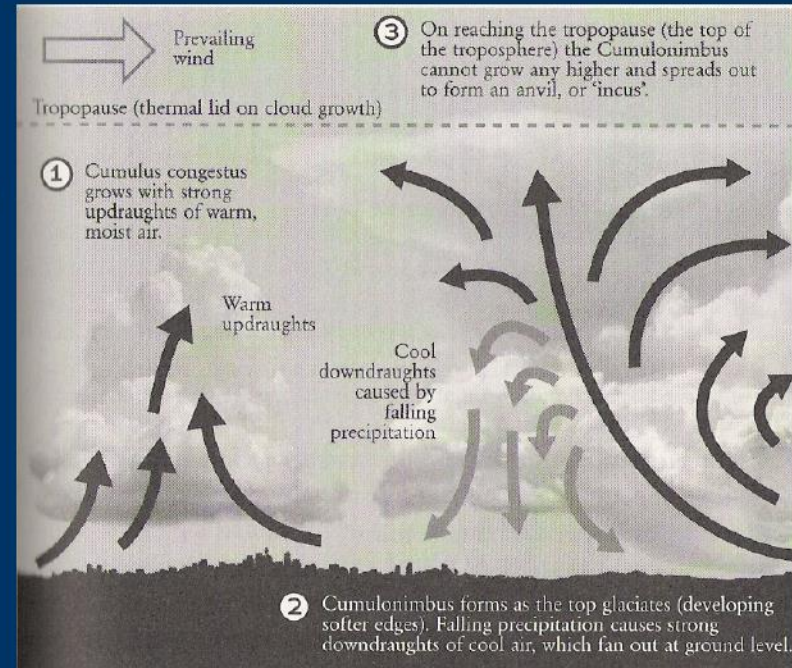 Prevailing
wind
③ On reaching the tropopause (the top of
the troposphere) the Cumulonimbus
cannot grow any higher and spreads out
to form an anvil, or ‘incus’.
Tropopause (thermal lid on cloud growth)
① Cumulus congestus
grows with strong
updraughts of warm,
moist air.
Warm
updraughts
Cool
downdraughts
caused by
falling
precipitation
② Cumulonimbus forms as the top glaciates (developing
softer edges). Falling precipitation causes strong
downdraughts of cool air, which fan out at ground level.